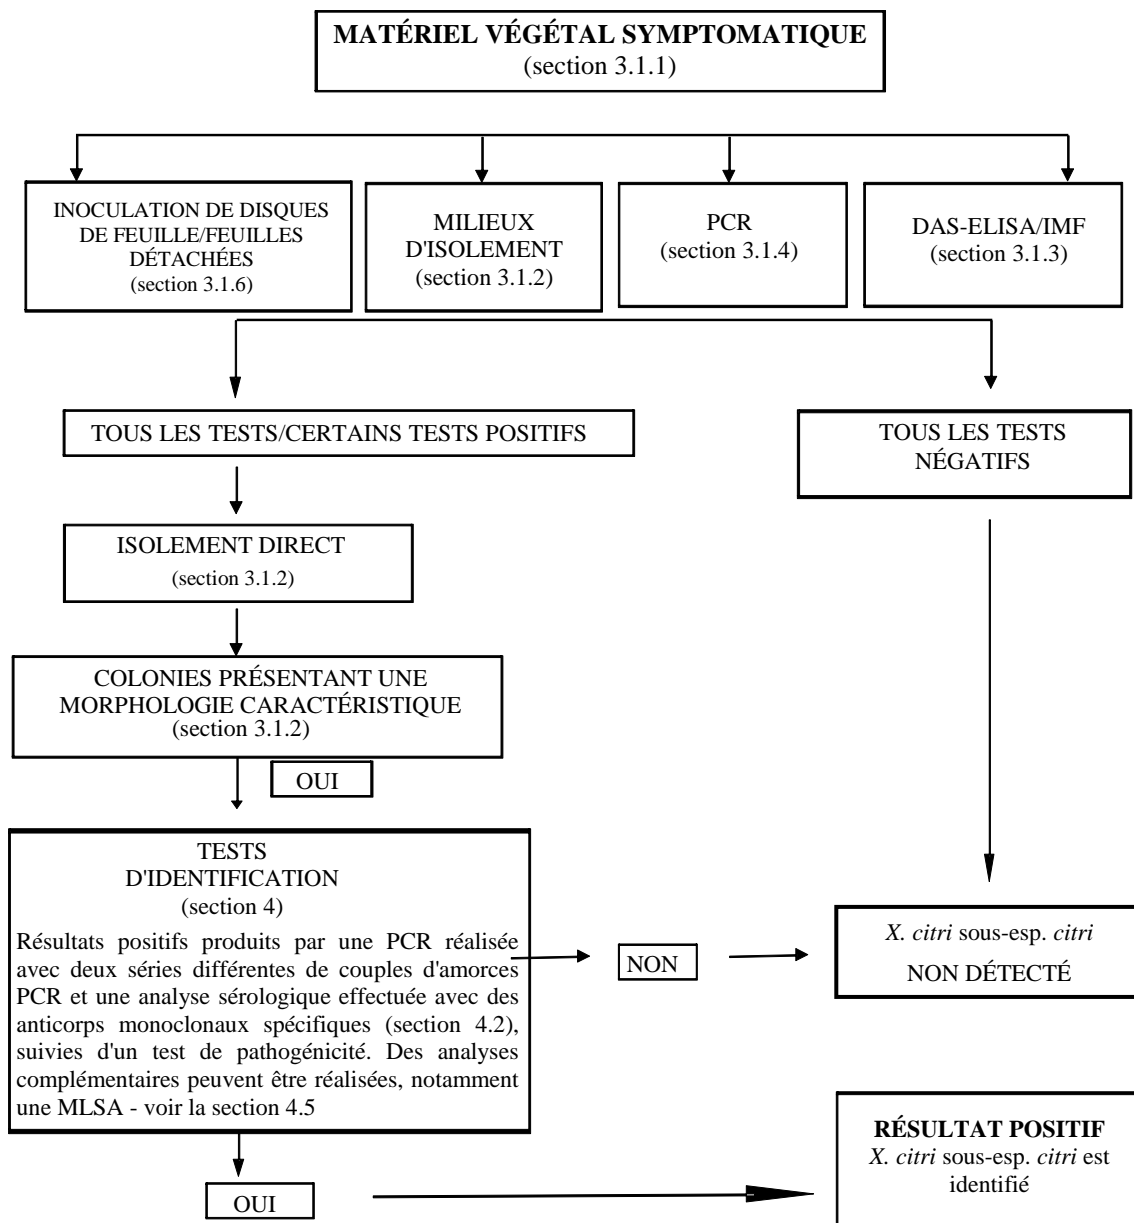 MATÉRIEL VÉGÉTAL SYMPTOMATIQUE
(section 3.1.1)
INOCULATION DE DISQUES
DE FEUILLE/FEUILLES
DÉTACHÉES
(section 3.1.6)
MILIEUX
D'ISOLEMENT
(section 3.1.2)
PCR
(section 3.1.4)
DAS-ELISA/IMF
(section 3.1.3)
TOUS LES TESTS/CERTAINS TESTS POSITIFS
TOUS LES TESTS
NÉGATIFS
ISOLEMENT DIRECT
(section 3.1.2)
COLONIES PRÉSENTANT UNE
MORPHOLOGIE CARACTÉRISTIQUE
(section 3.1.2)
OUI
TESTS
D'IDENTIFICATION
(section 4)
Résultats positifs produits par une PCR réalisée
avec deux séries différentes de couples d'amorces
PCR et une analyse sérologique effectuée avec des
anticorps monoclonaux spécifiques (section 4.2),
suivies d'un test de pathogénicité. Des analyses
complémentaires peuvent être réalisées, notamment
une MLSA - voir la section 4.5
NON
X. citri sous-esp. citri
NON DÉTECTÉ
OUI
RÉSULTAT POSITIF
X. citri sous-esp. citri est
identifié